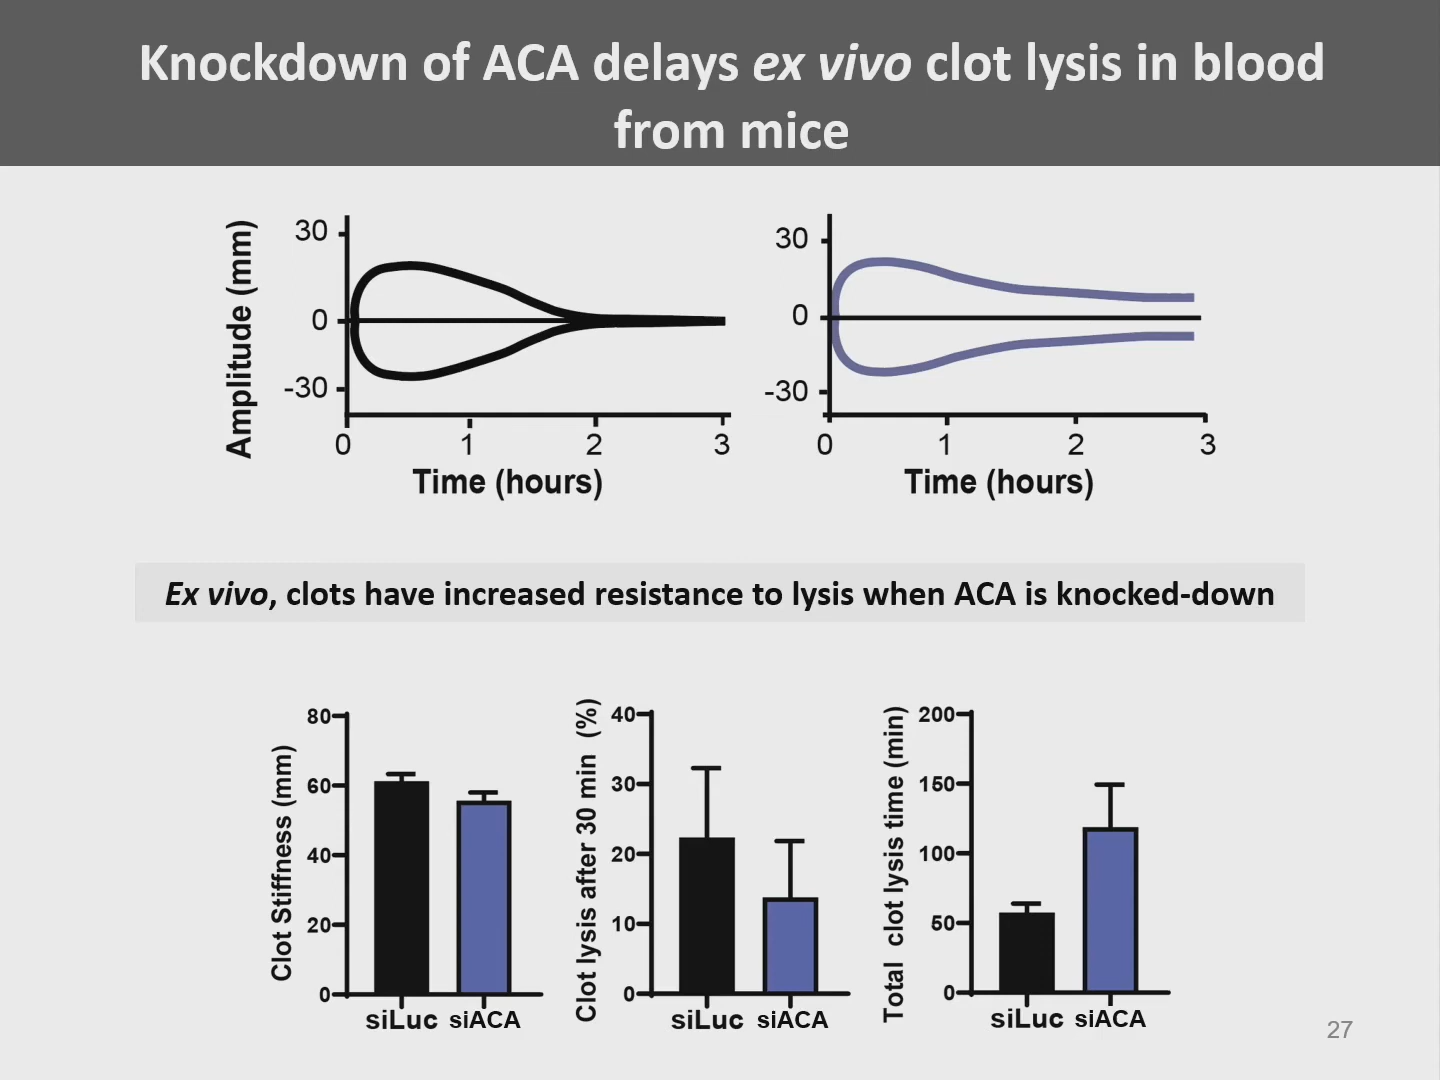 Knockdown of ACA delays ex vivo clot lysis in blood
from mice
Amplitude (mm)
30
0
-30
0
1
2
3
Time (hours)
30
0
-30
0
1
2
3
Time (hours)
Ex vivo, clots have increased resistance to lysis when ACA is knocked-down
Clot Stiffness (mm)
80
60
40
20
0
siLuc siACA
Clot lysis after 30 min (%)
40
30
20
10
0
siLuc siACA
Total clot lysis time (min)
200
150
100
50
0
siLuc siACA
27